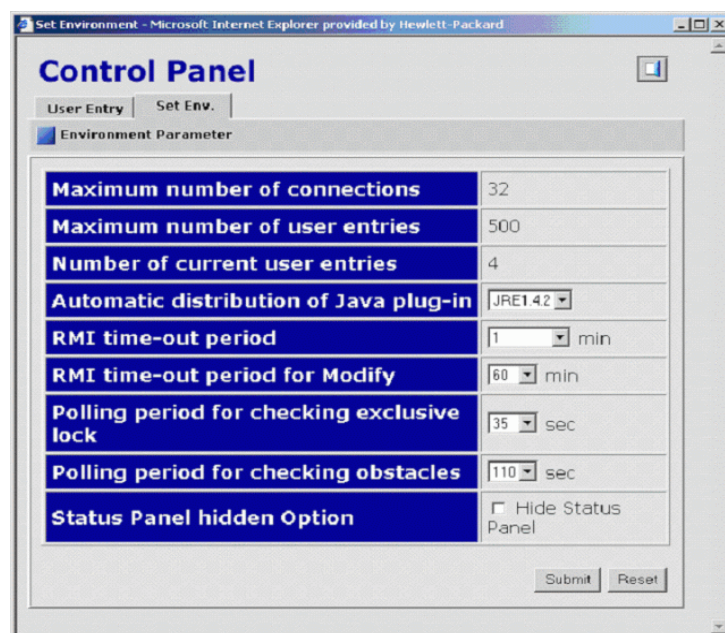 Set Environment - Microsoft Internet Explorer provided by Hewlett-Packard
Control Panel
User Entry
Set Env.
Environment Parameter
Maximum number of connections
32
Maximum number of user entries
500
Number of current user entries
4
Automatic distribution of Java plug-in
JRE1.4.2
RMI time-out period
1 min
RMI time-out period for Modify
60 min
Polling period for checking exclusive
lock
35 sec
Polling period for checking obstacles
110 sec
Status Panel hidden Option
Hide Status
Panel
Submit
Reset